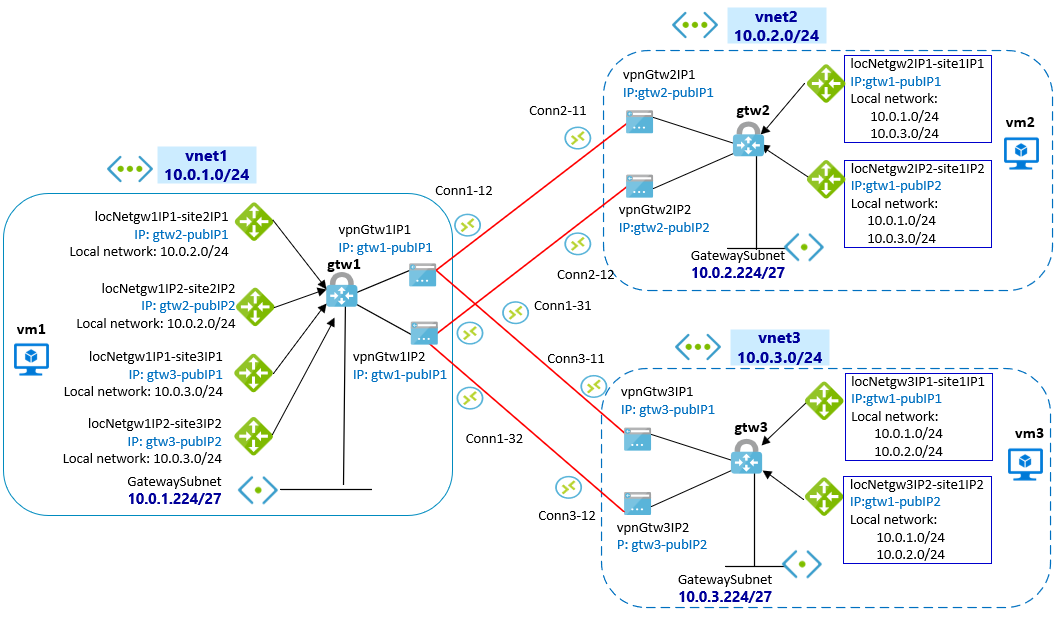 vnet2
10.0.2.0/24
vpnGtw2IP1
IP:gtw2-pubIP1
locNetgw2IP1-site1IP1
IP:gtw1-pubIP1
Local network:
10.0.1.0/24
10.0.3.0/24
gtw2
vm2
Conn2-11
vnet1
10.0.1.0/24
locNetgw2IP2-site1IP2
IP:gtw1-pubIP2
Local network:
10.0.1.0/24
10.0.3.0/24
Conn1-12
vpnGtw2IP2
IP:gtw2-pubIP2
locNetgw1IP1-site2IP1
IP: gtw2-pubIP1
Local network: 10.0.2.0/24
vpnGtw1IP1
IP: gtw1-pubIP1
GatewaySubnet
10.0.2.224/27
gtw1
Conn2-12
locNetgw1IP2-site2IP2
IP: gtw2-pubIP2
Local network: 10.0.2.0/24
Conn1-31
vm1
vnet3
10.0.3.0/24
locNetgw1IP1-site3IP1
IP: gtw3-pubIP1
Local network: 10.0.3.0/24
vpnGtw1IP2
IP: gtw1-pubIP1
Conn3-11
vpnGtw3IP1
IP: gtw3-pubIP1
locNetgw3IP1-site1IP1
IP:gtw1-pubIP1
Local network:
10.0.1.0/24
10.0.2.0/24
gtw3
vm3
locNetgw1IP2-site3IP2
IP: gtw3-pubIP2
Local network: 10.0.3.0/24
Conn1-32
GatewaySubnet
10.0.1.224/27
locNetgw3IP2-site1IP2
IP:gtw1-pubIP2
Local network:
10.0.1.0/24
10.0.2.0/24
Conn3-12
vpnGtw3IP2
P: gtw3-pubIP2
GatewaySubnet
10.0.3.224/27